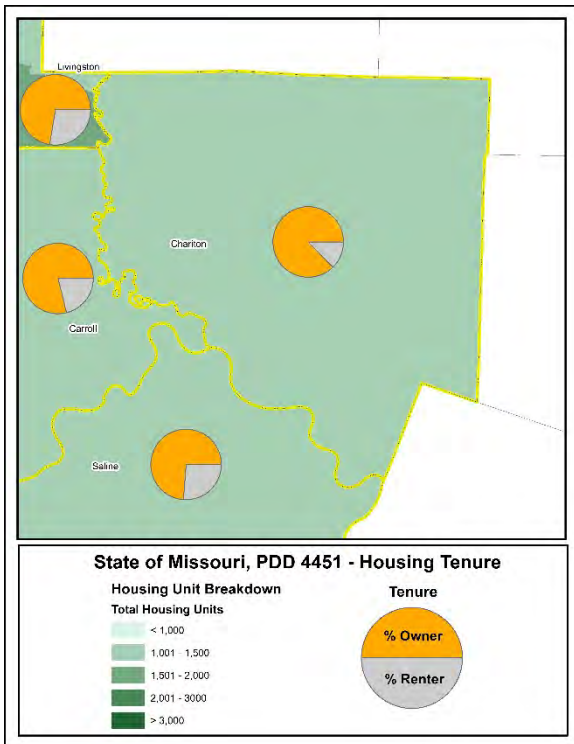 Livingston
Chariton
Carroll
Saline
State of Missouri, PDD 4451 - Housing Tenure
Housing Unit Breakdown
Total Housing Units
< 1,000
1,001 - 1,500
1,501 - 2,000
2,001 - 3000
> 3,000
Tenure
% Owner
% Renter